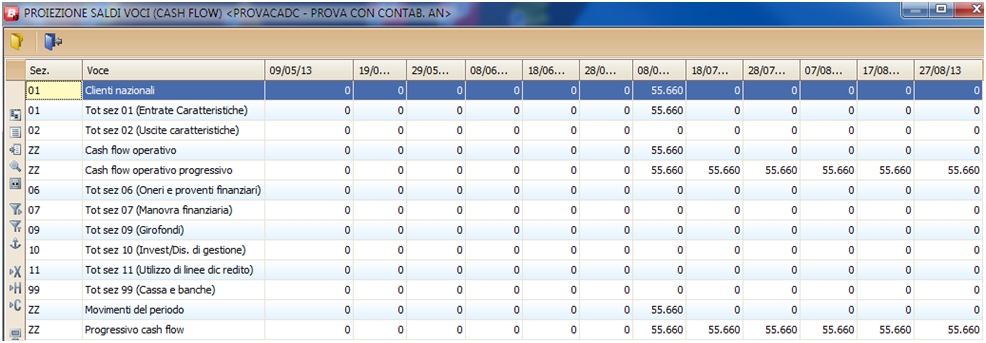 PROIEZIONE SALDI VOCI (CASH FLOW) <PROVACADC - PROVA CON CONTAB. AN>
Sez. Voce 09/05/13 19/0... 29/05... 08/06... 18/06... 28/0... 08/0... 18/07... 28/07... 07/08... 17/08... 27/08/13
01 Clienti nazionali 0 0 0 0 0 0 55.660 0 0 0 0 0
01 Tot sez 01 (Entrate Caratteristiche) 0 0 0 0 0 0 55.660 0 0 0 0 0
02 Tot sez 02 (Uscite caratteristiche) 0 0 0 0 0 0 0 0 0 0 0 0
ZZ Cash flow operativo 0 0 0 0 0 0 55.660 0 0 0 0 0
ZZ Cash flow operativo progressivo 0 0 0 0 0 0 55.660 55.660 55.660 55.660 55.660 55.660
06 Tot sez 06 (Oneri e proventi finanziari) 0 0 0 0 0 0 0 0 0 0 0 0
07 Tot sez 07 (Manovra finanziaria) 0 0 0 0 0 0 0 0 0 0 0 0
09 Tot sez 09 (Girofondi) 0 0 0 0 0 0 0 0 0 0 0 0
10 Tot sez 10 (Invest/Dis. di gestione) 0 0 0 0 0 0 0 0 0 0 0 0
11 Tot sez 11 (Utilizzo di linee dic redito) 0 0 0 0 0 0 0 0 0 0 0 0
99 Tot sez 99 (Cassa e banche) 0 0 0 0 0 0 0 0 0 0 0 0
ZZ Movimenti del periodo 0 0 0 0 0 0 55.660 0 0 0 0 0
ZZ Progressivo cash flow 0 0 0 0 0 0 55.660 55.660 55.660 55.660 55.660 55.660